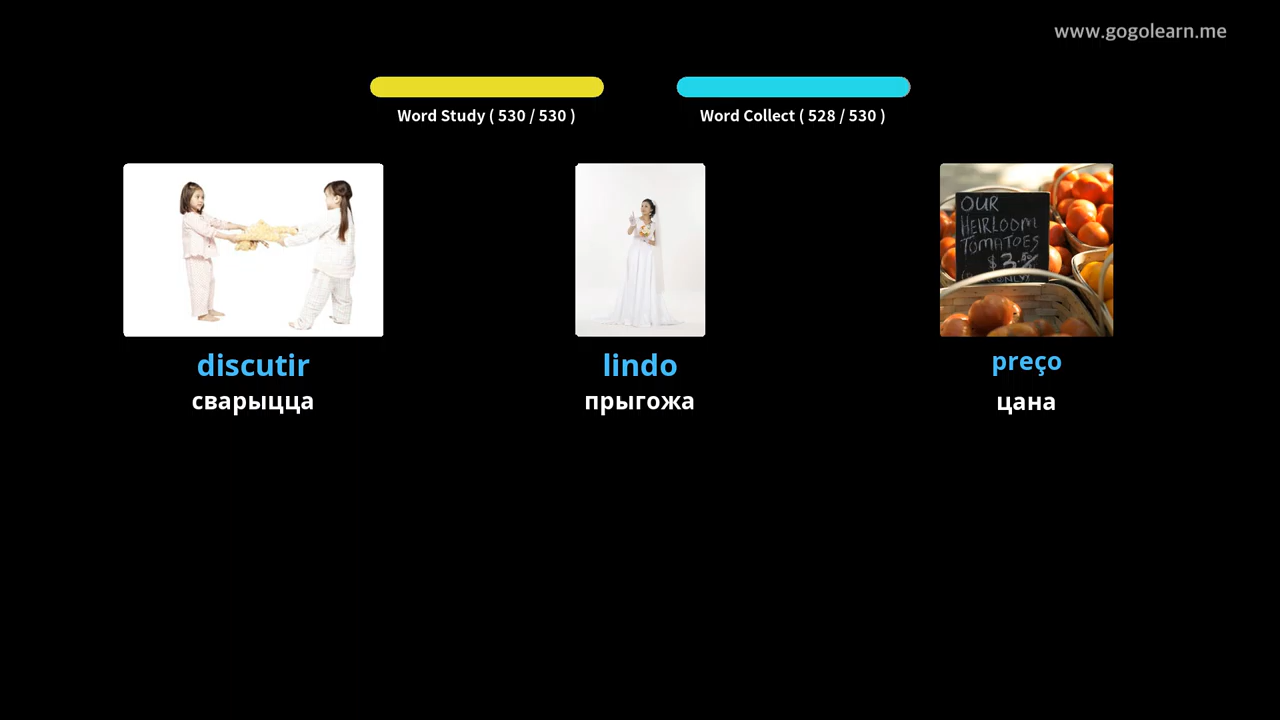 www.gogolearn.me
Word Study ( 530 / 530 )
Word Collect ( 528 / 530 )
OUR
HEIRLOOM
TOMATOES
discutir
сварыцца
lindo
прыгожа
preço
цана